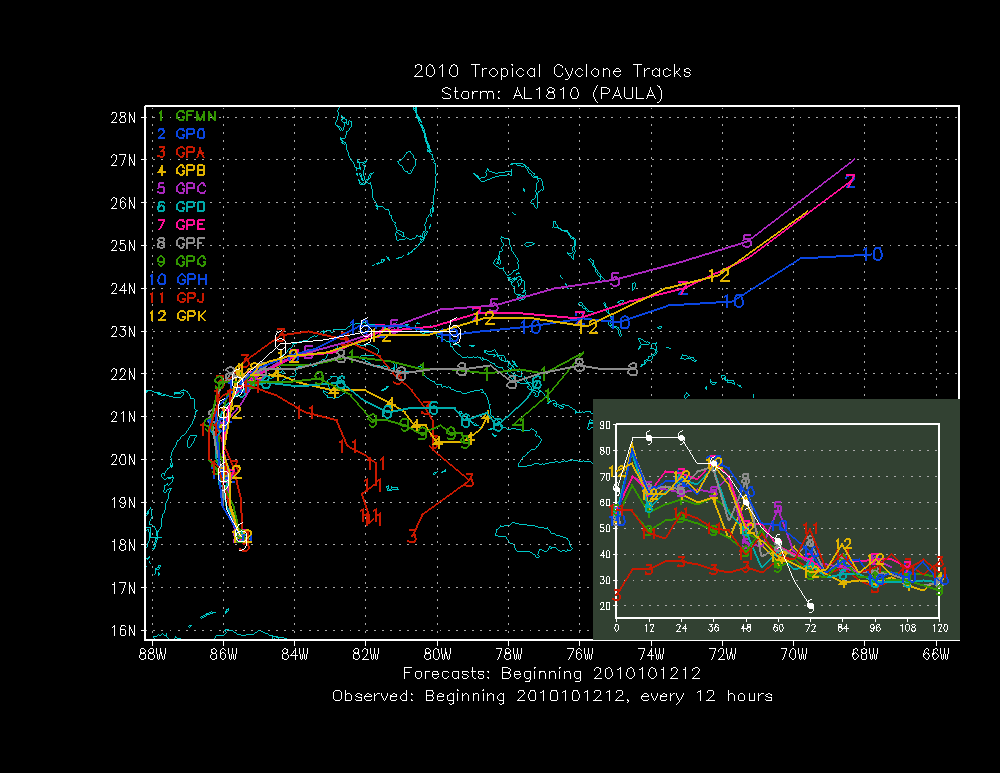 2010 Tropical Cyclone Tracks
Storm: AL1810 (PAULA)
28N
27N
26N
25N
24N
23N
22N
21N
20N
19N
18N
17N
16N
1 GFMN
2 GPO
3 GPA
4 GPB
5 GPC
6 GPD
7 GPE
8 GPF
9 GPG
10 GPH
11 GPJ
12 GPK
90
80
70
60
50
40
30
20
0 12 24 36 48 60 72 84 96 108 120
88W 86W 84W 82W 80W 78W 76W 74W 72W 70W 68W 66W
Forecasts: Beginning 2010101212
Observed: Beginning 2010101212, every 12 hours